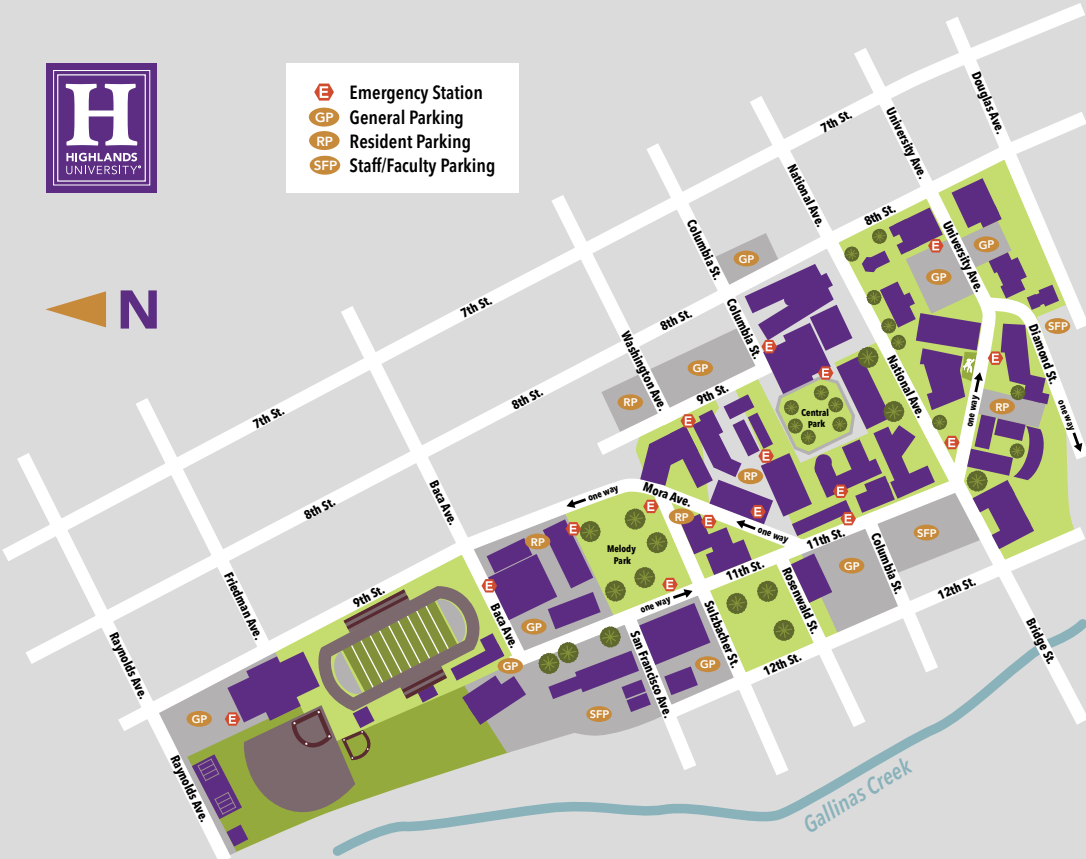 H
HIGHLANDS
UNIVERSITY®
E Emergency Station
GP General Parking
RP Resident Parking
SFP Staff/Faculty Parking
N
Douglas Ave.
7th St.
University Ave.
National Ave.
8th St.
Columbia St.
GP
University Ave.
E
GP
GP
7th St.
8th St.
Columbia St.
Washington Ave.
SFP
Diamond St.
E
E
E
GP
National Ave.
7th St.
8th St.
9th St.
RP
Central
Park
one way
RP
one way
E
E
E
RP
Baca Ave.
8th St.
one way
Mora Ave.
E
E
E
RP
E
E
one way
E
RP
Melody
Park
11th St.
SFP
Columbia St.
GP
11th St.
Friedman Ave.
9th St.
E
E
one way
Rosenwald St.
12th St.
Baca Ave.
GP
Sulzbacher St.
San Francisco Ave.
Bridge St.
Raynolds Ave.
GP
GP
12th St.
GP
E
SFP
Raynolds Ave.
Gallinas Creek